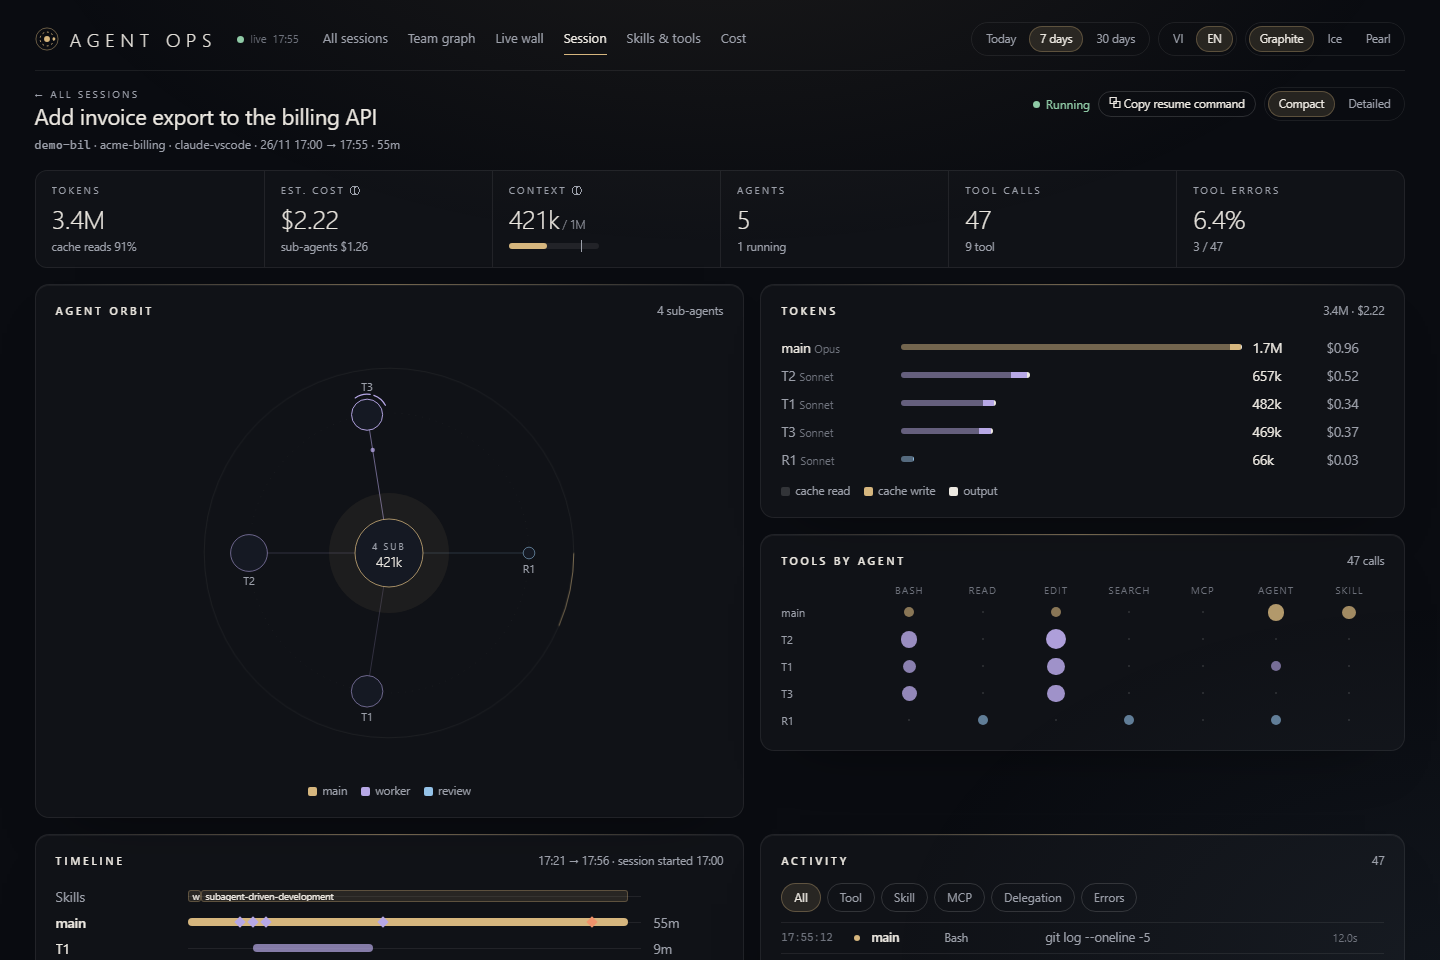 AGENT OPS
live 17:55
All sessions
Team graph
Live wall
Session
Skills & tools
Cost
Today
7 days
30 days
VI
EN
Graphite
Ice
Pearl
← ALL SESSIONS
Add invoice export to the billing API
demo-bil · acme-billing · claude-vscode · 26/11 17:00 → 17:55 · 55m
Running
Copy resume command
Compact
Detailed
TOKENS
3.4M
cache reads 91%
EST. COST
$2.22
sub-agents $1.26
CONTEXT
421k / 1M
AGENTS
5
1 running
TOOL CALLS
47
9 tool
TOOL ERRORS
6.4%
3 / 47
AGENT ORBIT
4 sub-agents
T3
4 SUB
421k
T2
R1
T1
main
worker
review
TOKENS
3.4M · $2.22
main Opus 1.7M $0.96
T2 Sonnet 657k $0.52
T1 Sonnet 482k $0.34
T3 Sonnet 469k $0.37
R1 Sonnet 66k $0.03
cache read
cache write
output
TOOLS BY AGENT
47 calls
BASH READ EDIT SEARCH MCP AGENT SKILL
main
T2
T1
T3
R1
TIMELINE
17:21 → 17:56 · session started 17:00
Skills w subagent-driven-development
main 55m
T1 9m
ACTIVITY
47
All
Tool
Skill
MCP
Delegation
Errors
17:55:12 main Bash git log --oneline -5 12.0s